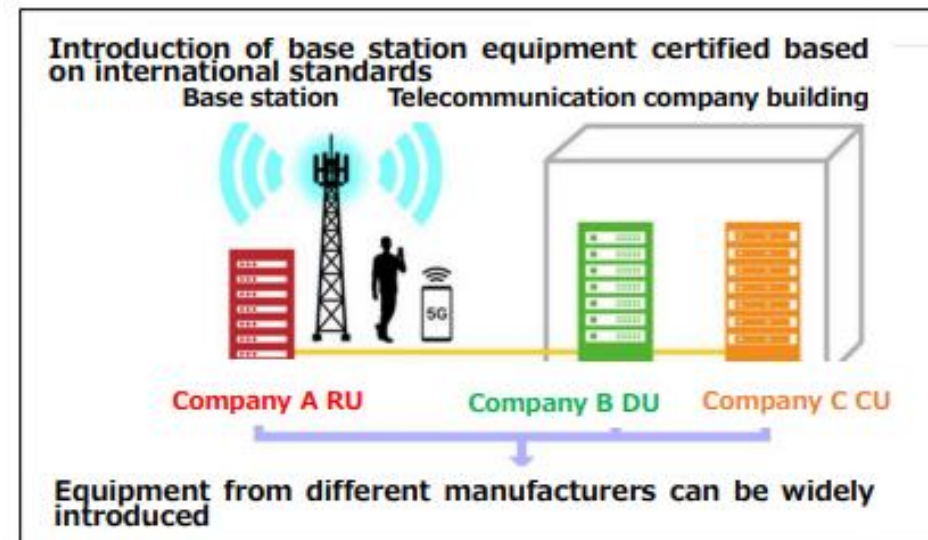 Introduction of base station equipment certified based
on international standards
Base station
Telecommunication company building
5G
Company A RU
Company B DU
Company C CU
Equipment from different manufacturers can be widely
introduced